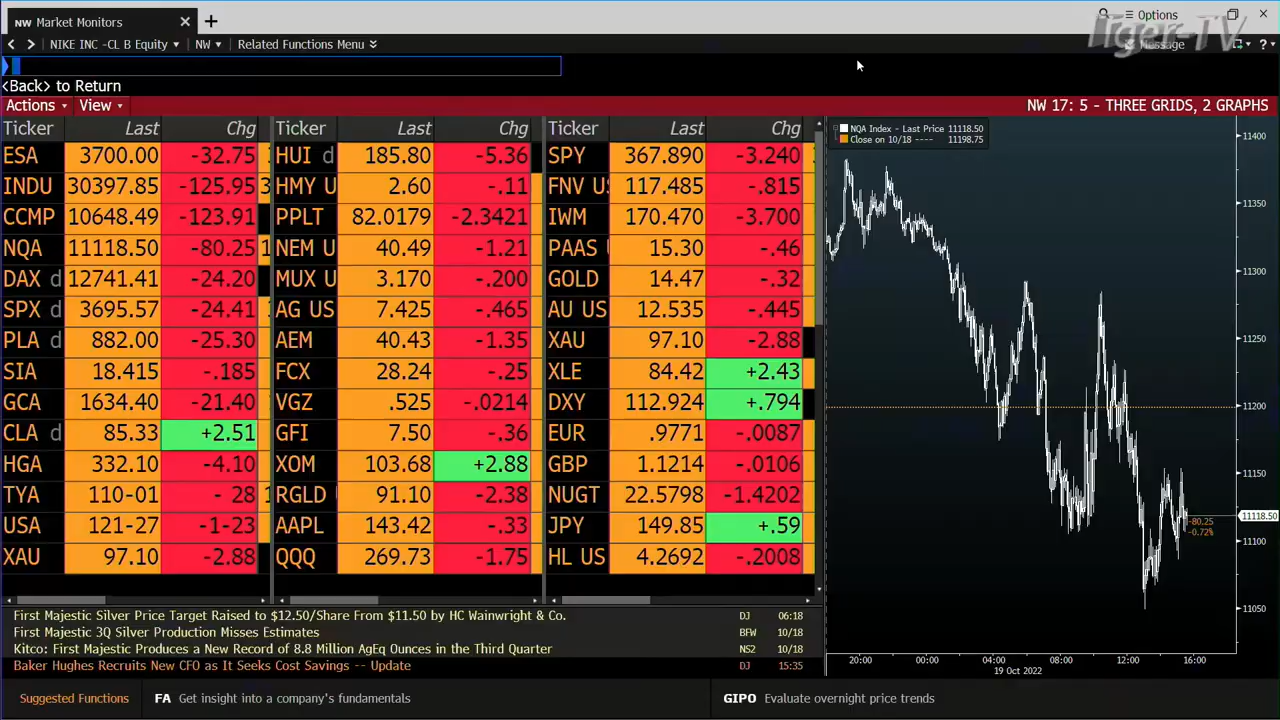 NW Market Monitors × +
Options
Tiger-TV
< > NIKE INC -CL B Equity NW Related Functions Menu
Message
?
<Back> to Return
Actions View NW 17: 5 - THREE GRIDS, 2 GRAPHS
Ticker Last Chg Ticker Last Chg Ticker Last Chg
ESA 3700.00 -32.75 HUI d 185.80 -5.36 SPY 367.890 -3.240
INDU 30397.85 -125.95 HMY U 2.60 -.11 FNV US 117.485 -.815
CCMP 10648.49 -123.91 PPLT 82.0179 -2.3421 IWM 170.470 -3.700
NQA 11118.50 -80.25 NEM U 40.49 -1.21 PAAS 15.30 -.46
DAX d 12741.41 -24.20 MUX U 3.170 -.200 GOLD 14.47 -.32
SPX d 3695.57 -24.41 AG US 7.425 -.465 AU US 12.535 -.445
PLA d 882.00 -25.30 AEM 40.43 -1.35 XAU 97.10 -2.88
SIA 18.415 -.185 FCX 28.24 -.25 XLE 84.42 +2.43
GCA 1634.40 -21.40 VGZ .525 -.0214 DXY 112.924 +.794
CLA d 85.33 +2.51 GFI 7.50 -.36 EUR .9771 -.0087
HGA 332.10 -4.10 XOM 103.68 +2.88 GBP 1.1214 -.0106
TYA 110-01 - 28 RGLD 91.10 -2.38 NUGT 22.5798 -1.4202
USA 121-27 -1-23 AAPL 143.42 -.33 JPY 149.85 +.59
XAU 97.10 -2.88 QQQ 269.73 -1.75 HL US 4.2692 -.2008
First Majestic Silver Price Target Raised to $12.50/Share From $11.50 by HC Wainwright & Co. DJ 06:18
First Majestic 3Q Silver Production Misses Estimates BFW 10/18
Kitco: First Majestic Produces a New Record of 8.8 Million AgEq Ounces in the Third Quarter NS2 10/18
Baker Hughes Recruits New CFO as It Seeks Cost Savings -- Update DJ 15:35
NQA Index - Last Price 11118.50
Close on 10/18 ---- 11198.75
11400
11350
11300
11250
11200
11150
11118.50
-80.25
-0.72%
11100
11050
20:00 00:00 04:00 08:00 12:00 16:00
19 Oct 2022
Suggested Functions FA Get insight into a company's fundamentals GIPO Evaluate overnight price trends